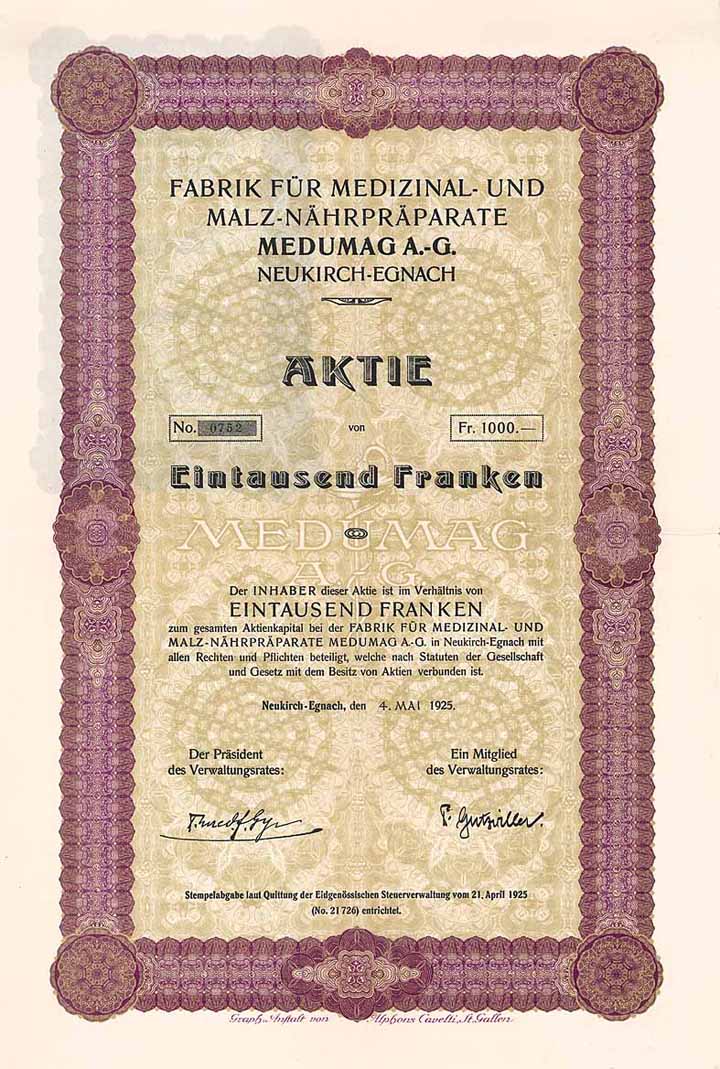 FABRIK FÜR MEDIZINAL- UND
MALZ-NÄHRPRÄPARATE
MEDUMAG A.-G.
NEUKIRCH-EGNACH
AKTIE
No. 0752 von Fr. 1000.—
Eintausend Franken
MEDUMAG
A-G.
Der INHABER dieser Aktie ist im Verhältnis von
EINTAUSEND FRANKEN
zum gesamten Aktienkapital bei der FABRIK FÜR MEDIZINAL- UND
MALZ-NÄHRPRÄPARATE MEDUMAG A.-G. in Neukirch-Egnach mit
allen Rechten und Pflichten beteiligt, welche nach Statuten der Gesellschaft
und Gesetz mit dem Besitz von Aktien verbunden ist.
Neukirch-Egnach, den 4. MAI 1925.
Der Präsident
des Verwaltungsrates:
Ein Mitglied
des Verwaltungsrates:
Stempelabgabe laut Quittung der Eidgenössischen Steuerverwaltung vom 21. April 1925
(No. 21726) entrichtet.
Graph. Anstalt von Alphons Cavelti, St. Gallen